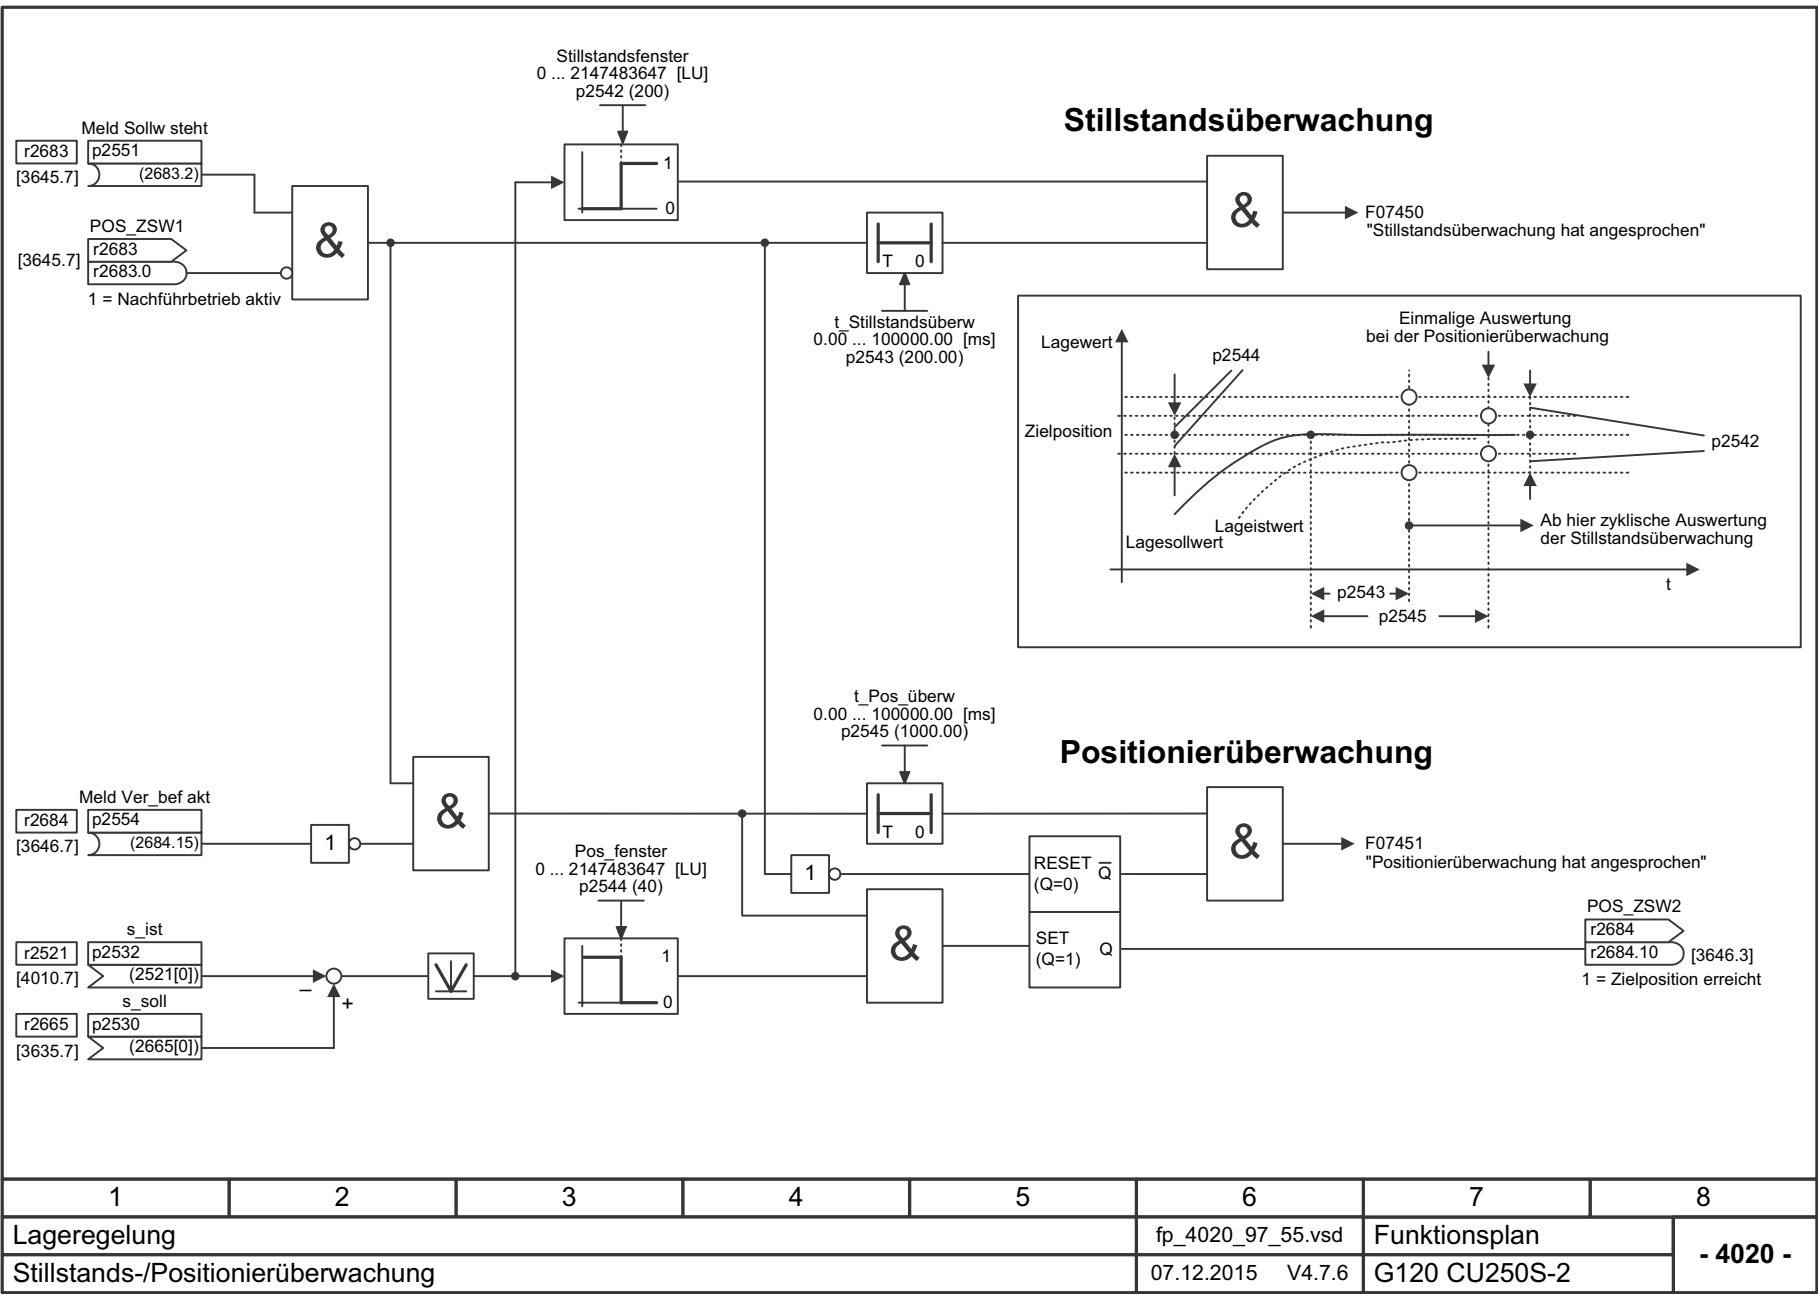 Stillstandsfenster
0 ... 2147483647 [LU]
p2542 (200)
1
0
Stillstandsüberwachung
Meld Sollw steht
r2683 p2551
[3645.7] (2683.2)
POS_ZSW1
r2683
[3645.7]
r2683.0
1 = Nachführbetrieb aktiv
&
T 0
t_Stillstandsüberw
0.00 ... 100000.00 [ms]
p2543 (200.00)
&
F07450
"Stillstandsüberwachung hat angesprochen"
Einmalige Auswertung
bei der Positionierüberwachung
Lagewert
p2544
Zielposition
p2542
Lageistwert
Lagesollwert
Ab hier zyklische Auswertung
der Stillstandsüberwachung
t
p2543
p2545
t_Pos_überw
0.00 ... 100000.00 [ms]
p2545 (1000.00)
T 0
Positionierüberwachung
Meld Ver_bef akt
r2684 p2554
[3646.7] (2684.15)
1
&
Pos_fenster
0 ... 2147483647 [LU]
p2544 (40)
1
0
1
&
RESET Q
(Q=0)
SET Q
(Q=1)
&
F07451
"Positionierüberwachung hat angesprochen"
POS_ZSW2
r2684
r2684.10 [3646.3]
1 = Zielposition erreicht
s_ist
r2521 p2532
[4010.7] (2521[0])
–
+
s_soll
r2665 p2530
[3635.7] (2665[0])
1 2 3 4 5 6 7 8
Lageregelung fp_4020_97_55.vsd Funktionsplan
- 4020 -
Stillstands-/Positionierüberwachung 07.12.2015 V4.7.6 G120 CU250S-2